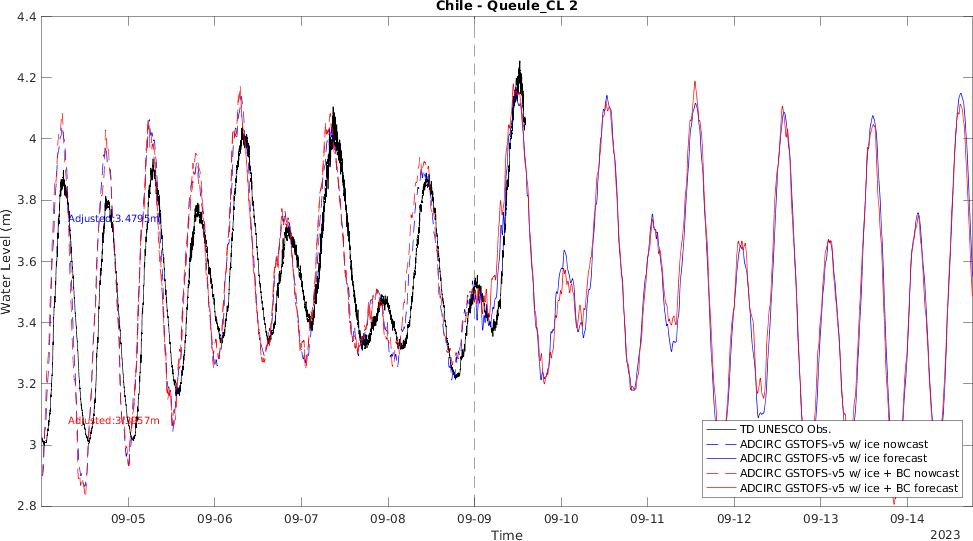 Chile - Queule_CL 2
Water Level (m)
4.4
4.2
4
3.8
3.6
3.4
3.2
3
2.8
Adjusted:3.4795m
09-05
09-06
09-07
09-08
09-09
09-10
09-11
09-12
09-13
09-14
2023
Time
TD UNESCO Obs.
ADCIRC GSTOFS-v5 w/ ice nowcast
ADCIRC GSTOFS-v5 w/ ice forecast
ADCIRC GSTOFS-v5 w/ ice + BC nowcast
ADCIRC GSTOFS-v5 w/ ice + BC forecast